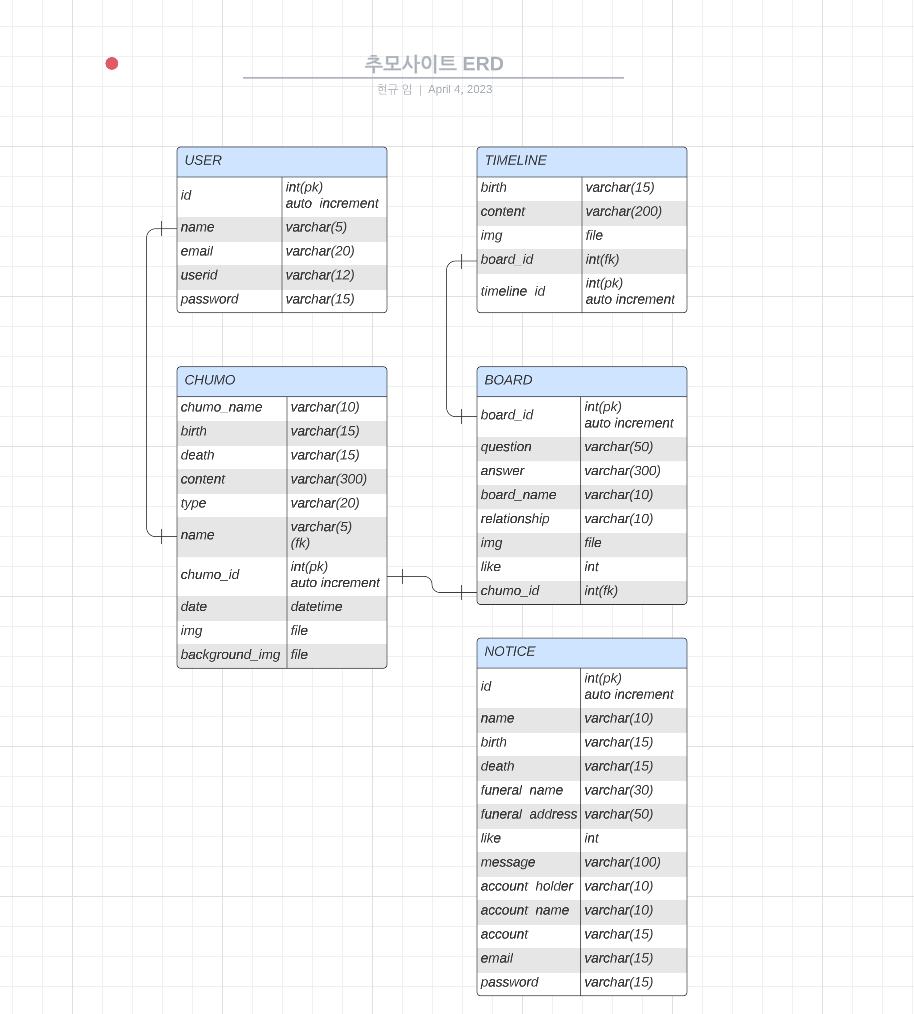 추모사이트 ERD
현규 임 | April 4, 2023
USER
id int(pk)
auto increment
name varchar(5)
email varchar(20)
userid varchar(12)
password varchar(15)
TIMELINE
birth varchar(15)
content varchar(200)
img file
board_id int(fk)
timeline id int(pk)
auto increment
CHUMO
chumo_name varchar(10)
birth varchar(15)
death varchar(15)
content varchar(300)
type varchar(20)
name varchar(5)
(fk)
chumo_id int(pk)
auto increment
date datetime
img file
background_img file
BOARD
board_id int(pk)
auto increment
question varchar(50)
answer varchar(300)
board_name varchar(10)
relationship varchar(10)
img file
like int
chumo_id int(fk)
NOTICE
id int(pk)
auto increment
name varchar(10)
birth varchar(15)
death varchar(15)
funeral name varchar(30)
funeral address varchar(50)
like int
message varchar(100)
account holder varchar(10)
account name varchar(10)
account varchar(15)
email varchar(15)
password varchar(15)